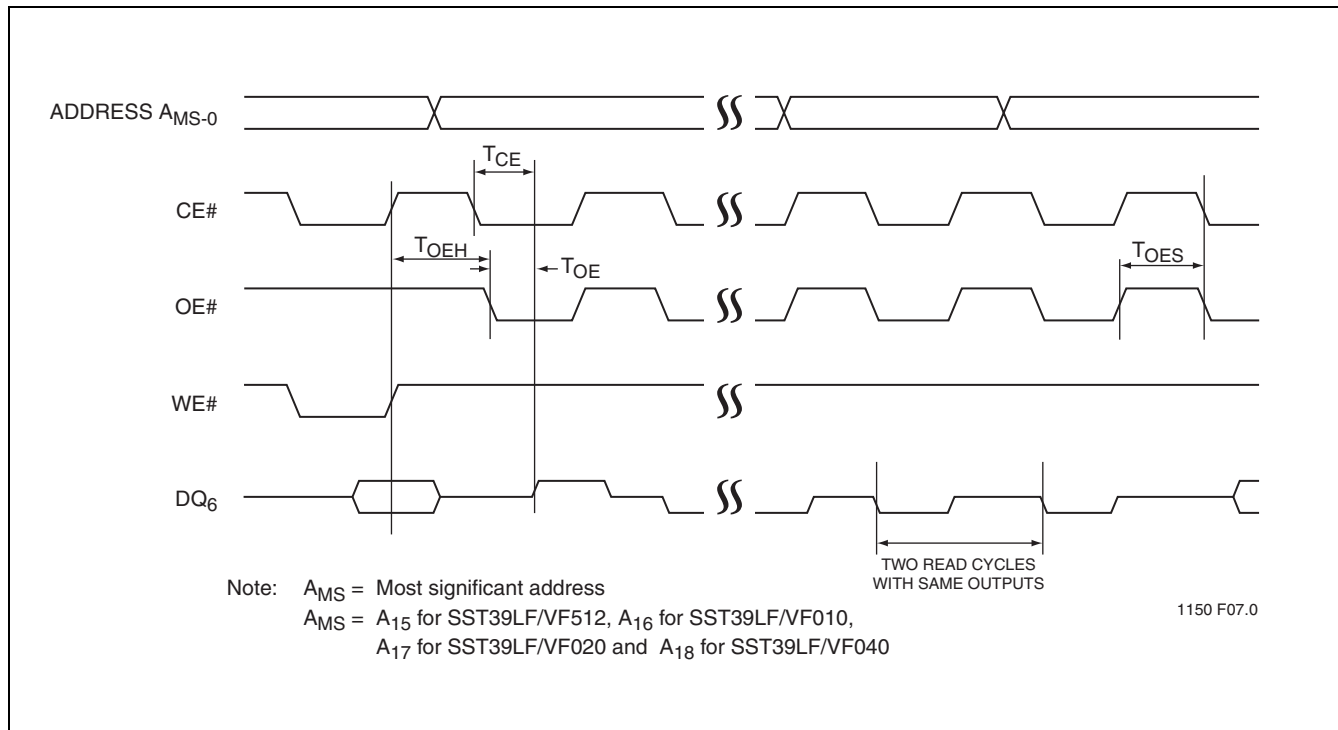 ADDRESS AMS-0
TCE
CE#
TOEH
TOE
TOES
OE#
WE#
DQ6
TWO READ CYCLES
WITH SAME OUTPUTS
Note: AMS = Most significant address
AMS = A15 for SST39LF/VF512, A16 for SST39LF/VF010,
A17 for SST39LF/VF020 and A18 for SST39LF/VF040
1150 F07.0